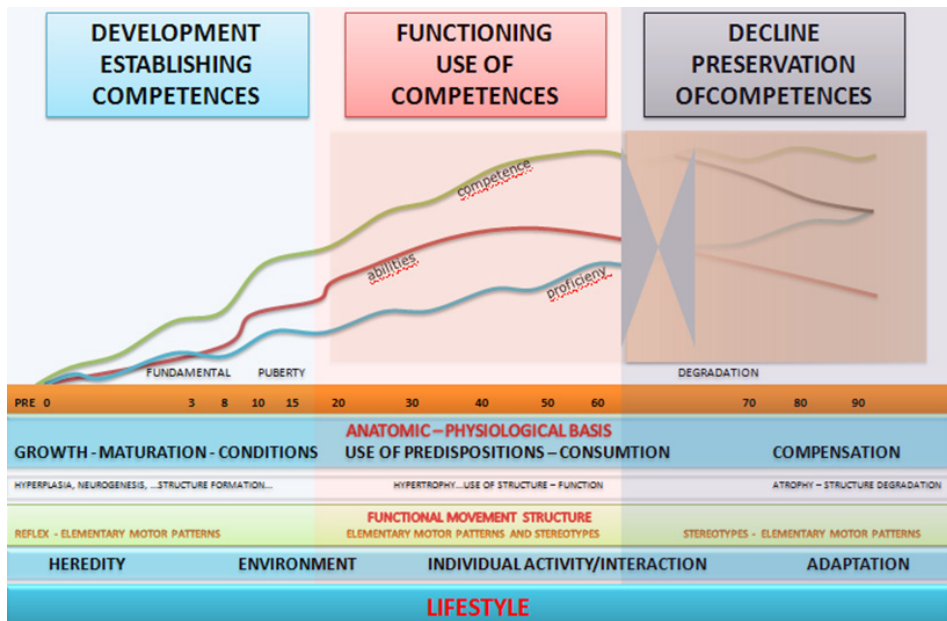 DEVELOPMENT
ESTABLISHING
COMPETENCES
FUNCTIONING
USE OF
COMPETENCES
DECLINE
PRESERVATION
OFCOMPETENCES
competence
abilities
proficieny
FUNDAMENTAL PUBERTY DEGRADATION
PRE 0 3 8 10 15 20 30 40 50 60 70 80 90
ANATOMIC – PHYSIOLOGICAL BASIS
GROWTH - MATURATION - CONDITIONS USE OF PREDISPOSITIONS – CONSUMTION COMPENSATION
HYPERPLASIA, NEUROGENESIS, ...STRUCTURE FORMATION... HYPERTROPHY...USE OF STRUCTURE – FUNCTION ATROPHY – STRUCTURE DEGRADATION
FUNCTIONAL MOVEMENT STRUCTURE
REFLEX - ELEMENTARY MOTOR PATTERNS ELEMENTARY MOTOR PATTERNS AND STEREOTYPES STEREOTYPES - ELEMENTARY MOTOR PATTERNS
HEREDITY ENVIRONMENT INDIVIDUAL ACTIVITY/INTERACTION ADAPTATION
LIFESTYLE